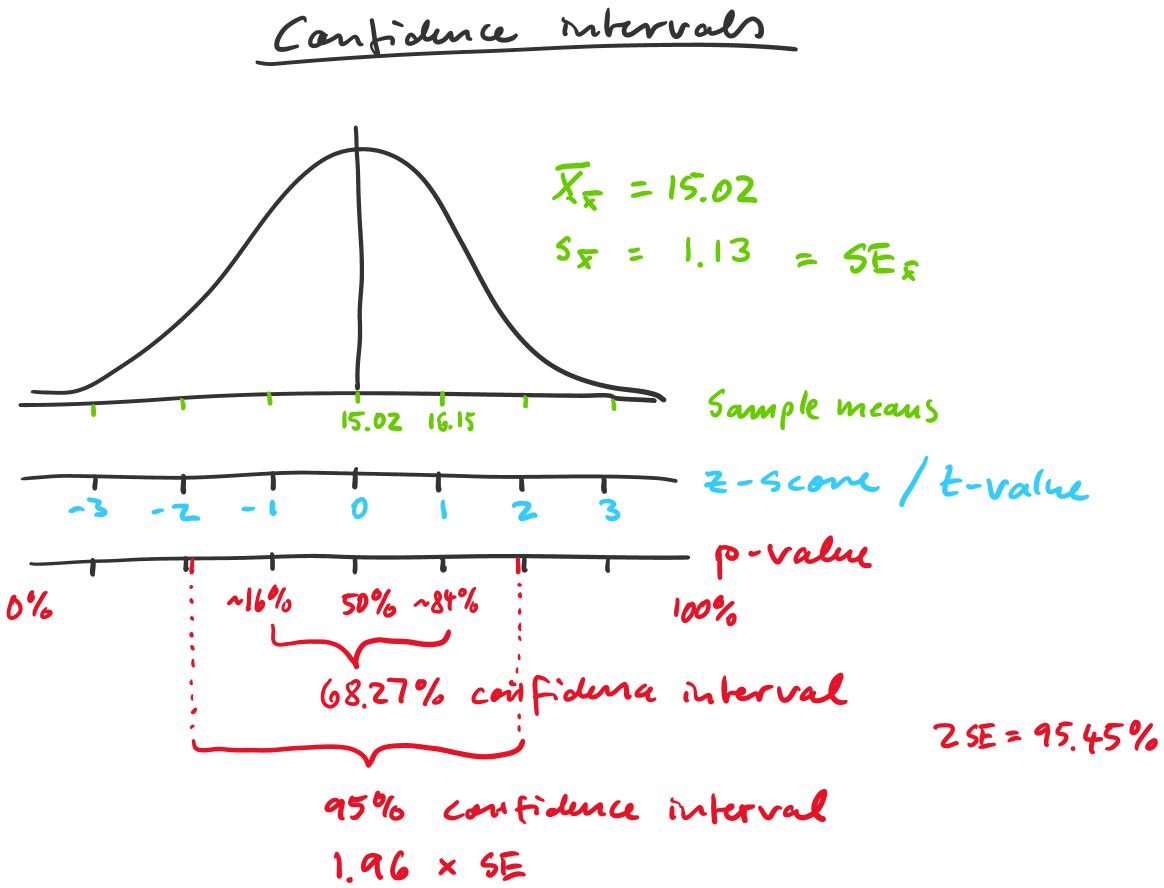 Confidence intervals
X̄x̄ = 15.02
sx̄ = 1.13 = SEx̄
15.02 16.15
Sample means
z-score / t-value
-3 -2 -1 0 1 2 3
p-value
0% ~16% 50% ~84% 100%
68.27% confidence interval
2SE = 95.45%
95% confidence interval
1.96 × SE